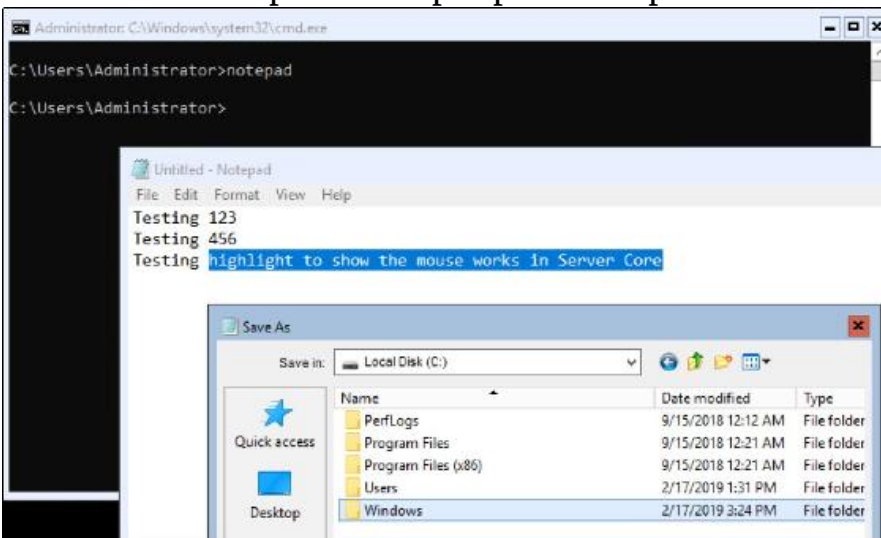 Administrator: C:\Windows\system32\cmd.exe
C:\Users\Administrator>notepad
C:\Users\Administrator>
Untitled - Notepad
File Edit Format View Help
Testing 123
Testing 456
Testing highlight to show the mouse works in Server Core
Save As
Save in: Local Disk (C:)
Name Date modified Type
PerfLogs 9/15/2018 12:12 AM File folder
Program Files 9/15/2018 12:21 AM File folder
Program Files (x86) 9/15/2018 12:21 AM File folder
Users 2/17/2019 1:31 PM File folder
Windows 2/17/2019 3:24 PM File folder
Quick access
Desktop